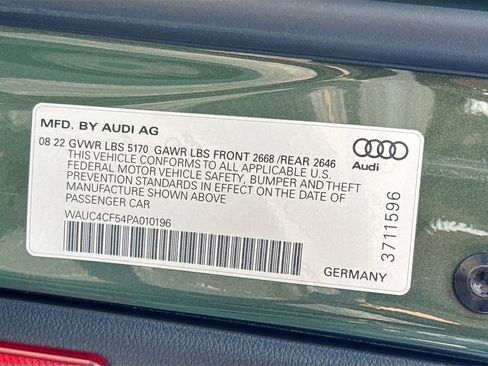 MFD. BY AUDI AG
08 22 GVWR LBS 5170 GAWR LBS FRONT 2668 /REAR 2646
THIS VEHICLE CONFORMS TO ALL APPLICABLE U.S.
FEDERAL MOTOR VEHICLE SAFETY, BUMPER AND THEFT
PREVENTION STANDARDS IN EFFECT ON THE DATE OF
MANUFACTURE SHOWN ABOVE
PASSENGER CAR
WAUC4CF54PA010196
Audi
3711596
GERMANY